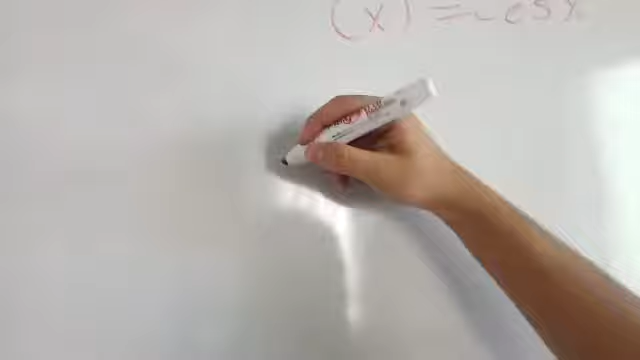 (x) = cos x